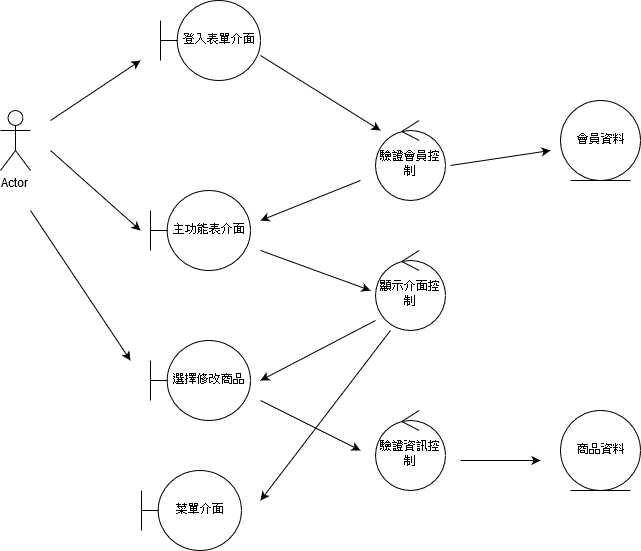 登入表單介面
會員資料
驗證會員控
制
Actor
主功能表介面
顯示介面控
制
選擇修改商品
驗證資訊控
制
商品資料
菜單介面